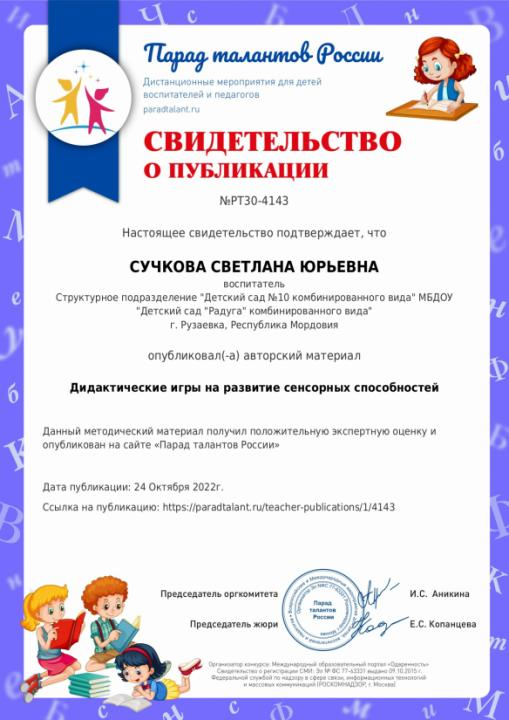 Парад талантов России
Дистанционные мероприятия для детей
воспитателей и педагогов
paradtalant.ru
СВИДЕТЕЛЬСТВО
О ПУБЛИКАЦИИ
№РТ30-4143
Настоящее свидетельство подтверждает, что
СУЧКОВА СВЕТЛАНА ЮРЬЕВНА
воспитатель
Структурное подразделение "Детский сад №10 комбинированного вида" МБДОУ
"Детский сад "Радуга" комбинированного вида"
г. Рузаевка, Республика Мордовия
опубликовал(-а) авторский материал
Дидактические игры на развитие сенсорных способностей
Данный методический материал получил положительную экспертную оценку и
опубликован на сайте «Парад талантов России»
Дата публикации: 24 Октября 2022г.
Ссылка на публикацию: https://paradtalant.ru/teacher-publications/1/4143
Председатель оргкомитета И.С. Аникина
Парад
талантов
России
Председатель жюри Е.С. Копанцева
Организатор конкурса: Международный образовательный портал «Одаренность»
Свидетельство о регистрации СМИ: Эл № ФС 77-63331 выдано 09.10.2015 г.
Федеральной службой по надзору в сфере связи, информационных технологий
и массовых коммуникаций (РОСКОМНАДЗОР, г. Москва)